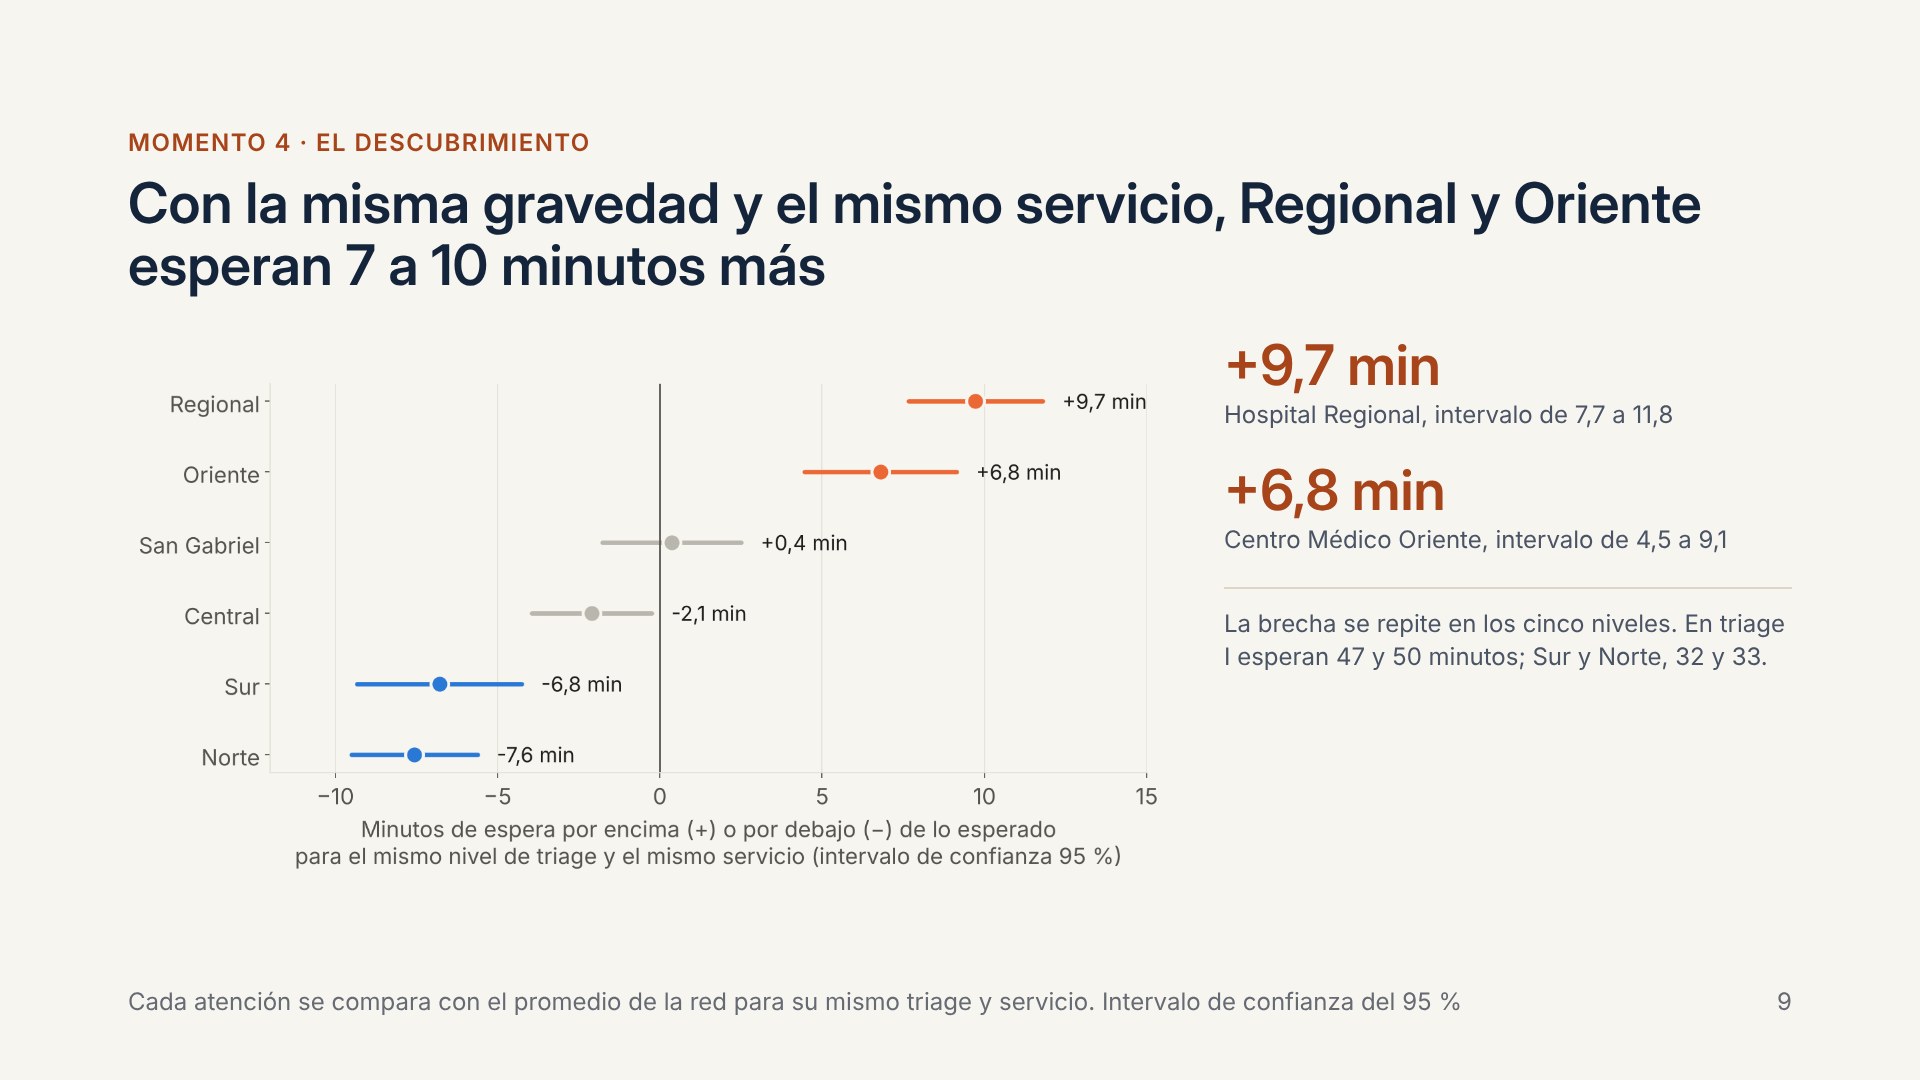 MOMENTO 4 · EL DESCUBRIMIENTO
Con la misma gravedad y el mismo servicio, Regional y Oriente
esperan 7 a 10 minutos más
Regional
+9,7 min
Oriente
+6,8 min
San Gabriel
+0,4 min
Central
-2,1 min
Sur
-6,8 min
Norte
-7,6 min
−10 −5 0 5 10 15
Minutos de espera por encima (+) o por debajo (−) de lo esperado
para el mismo nivel de triage y el mismo servicio (intervalo de confianza 95 %)
+9,7 min
Hospital Regional, intervalo de 7,7 a 11,8
+6,8 min
Centro Médico Oriente, intervalo de 4,5 a 9,1
La brecha se repite en los cinco niveles. En triage
I esperan 47 y 50 minutos; Sur y Norte, 32 y 33.
Cada atención se compara con el promedio de la red para su mismo triage y servicio. Intervalo de confianza del 95 %
9